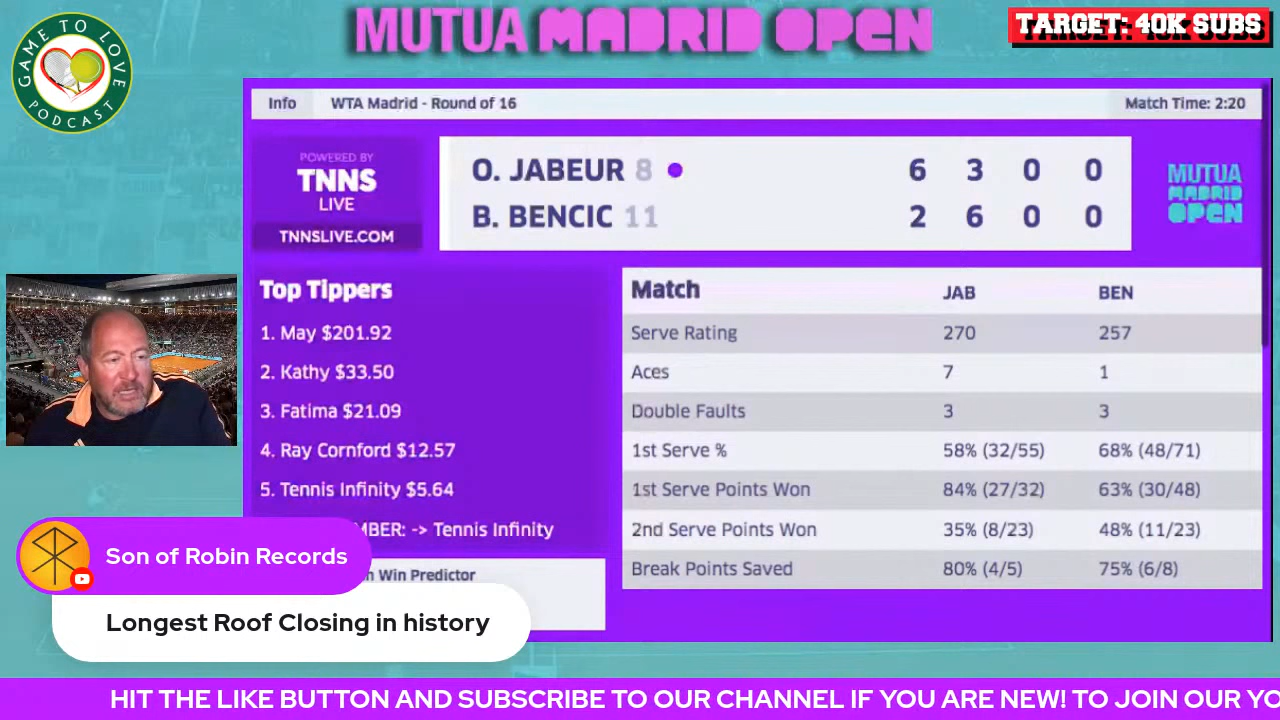 GAME TO LOVE
PODCAST
MUTUA MADRID OPEN
TARGET: 40K SUBS
Info WTA Madrid - Round of 16 Match Time: 2:20
POWERED BY
TNNS
LIVE
TNNSLIVE.COM
O. JABEUR 8 6 3 0 0
B. BENCIC 11 2 6 0 0
MUTUA
MADRID
OPEN
Top Tippers
1. May $201.92
2. Kathy $33.50
3. Fatima $21.09
4. Ray Cornford $12.57
5. Tennis Infinity $5.64
MBER: -> Tennis Infinity
n Win Predictor
Match JAB BEN
Serve Rating 270 257
Aces 7 1
Double Faults 3 3
1st Serve % 58% (32/55) 68% (48/71)
1st Serve Points Won 84% (27/32) 63% (30/48)
2nd Serve Points Won 35% (8/23) 48% (11/23)
Break Points Saved 80% (4/5) 75% (6/8)
Son of Robin Records
Longest Roof Closing in history
HIT THE LIKE BUTTON AND SUBSCRIBE TO OUR CHANNEL IF YOU ARE NEW! TO JOIN OUR YO